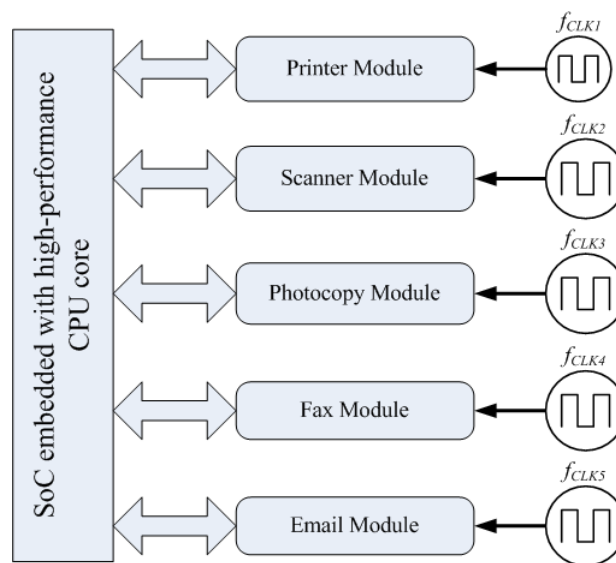 SoC embedded with high-performance
CPU core
Printer Module
fCLK1
Scanner Module
fCLK2
Photocopy Module
fCLK3
Fax Module
fCLK4
Email Module
fCLK5